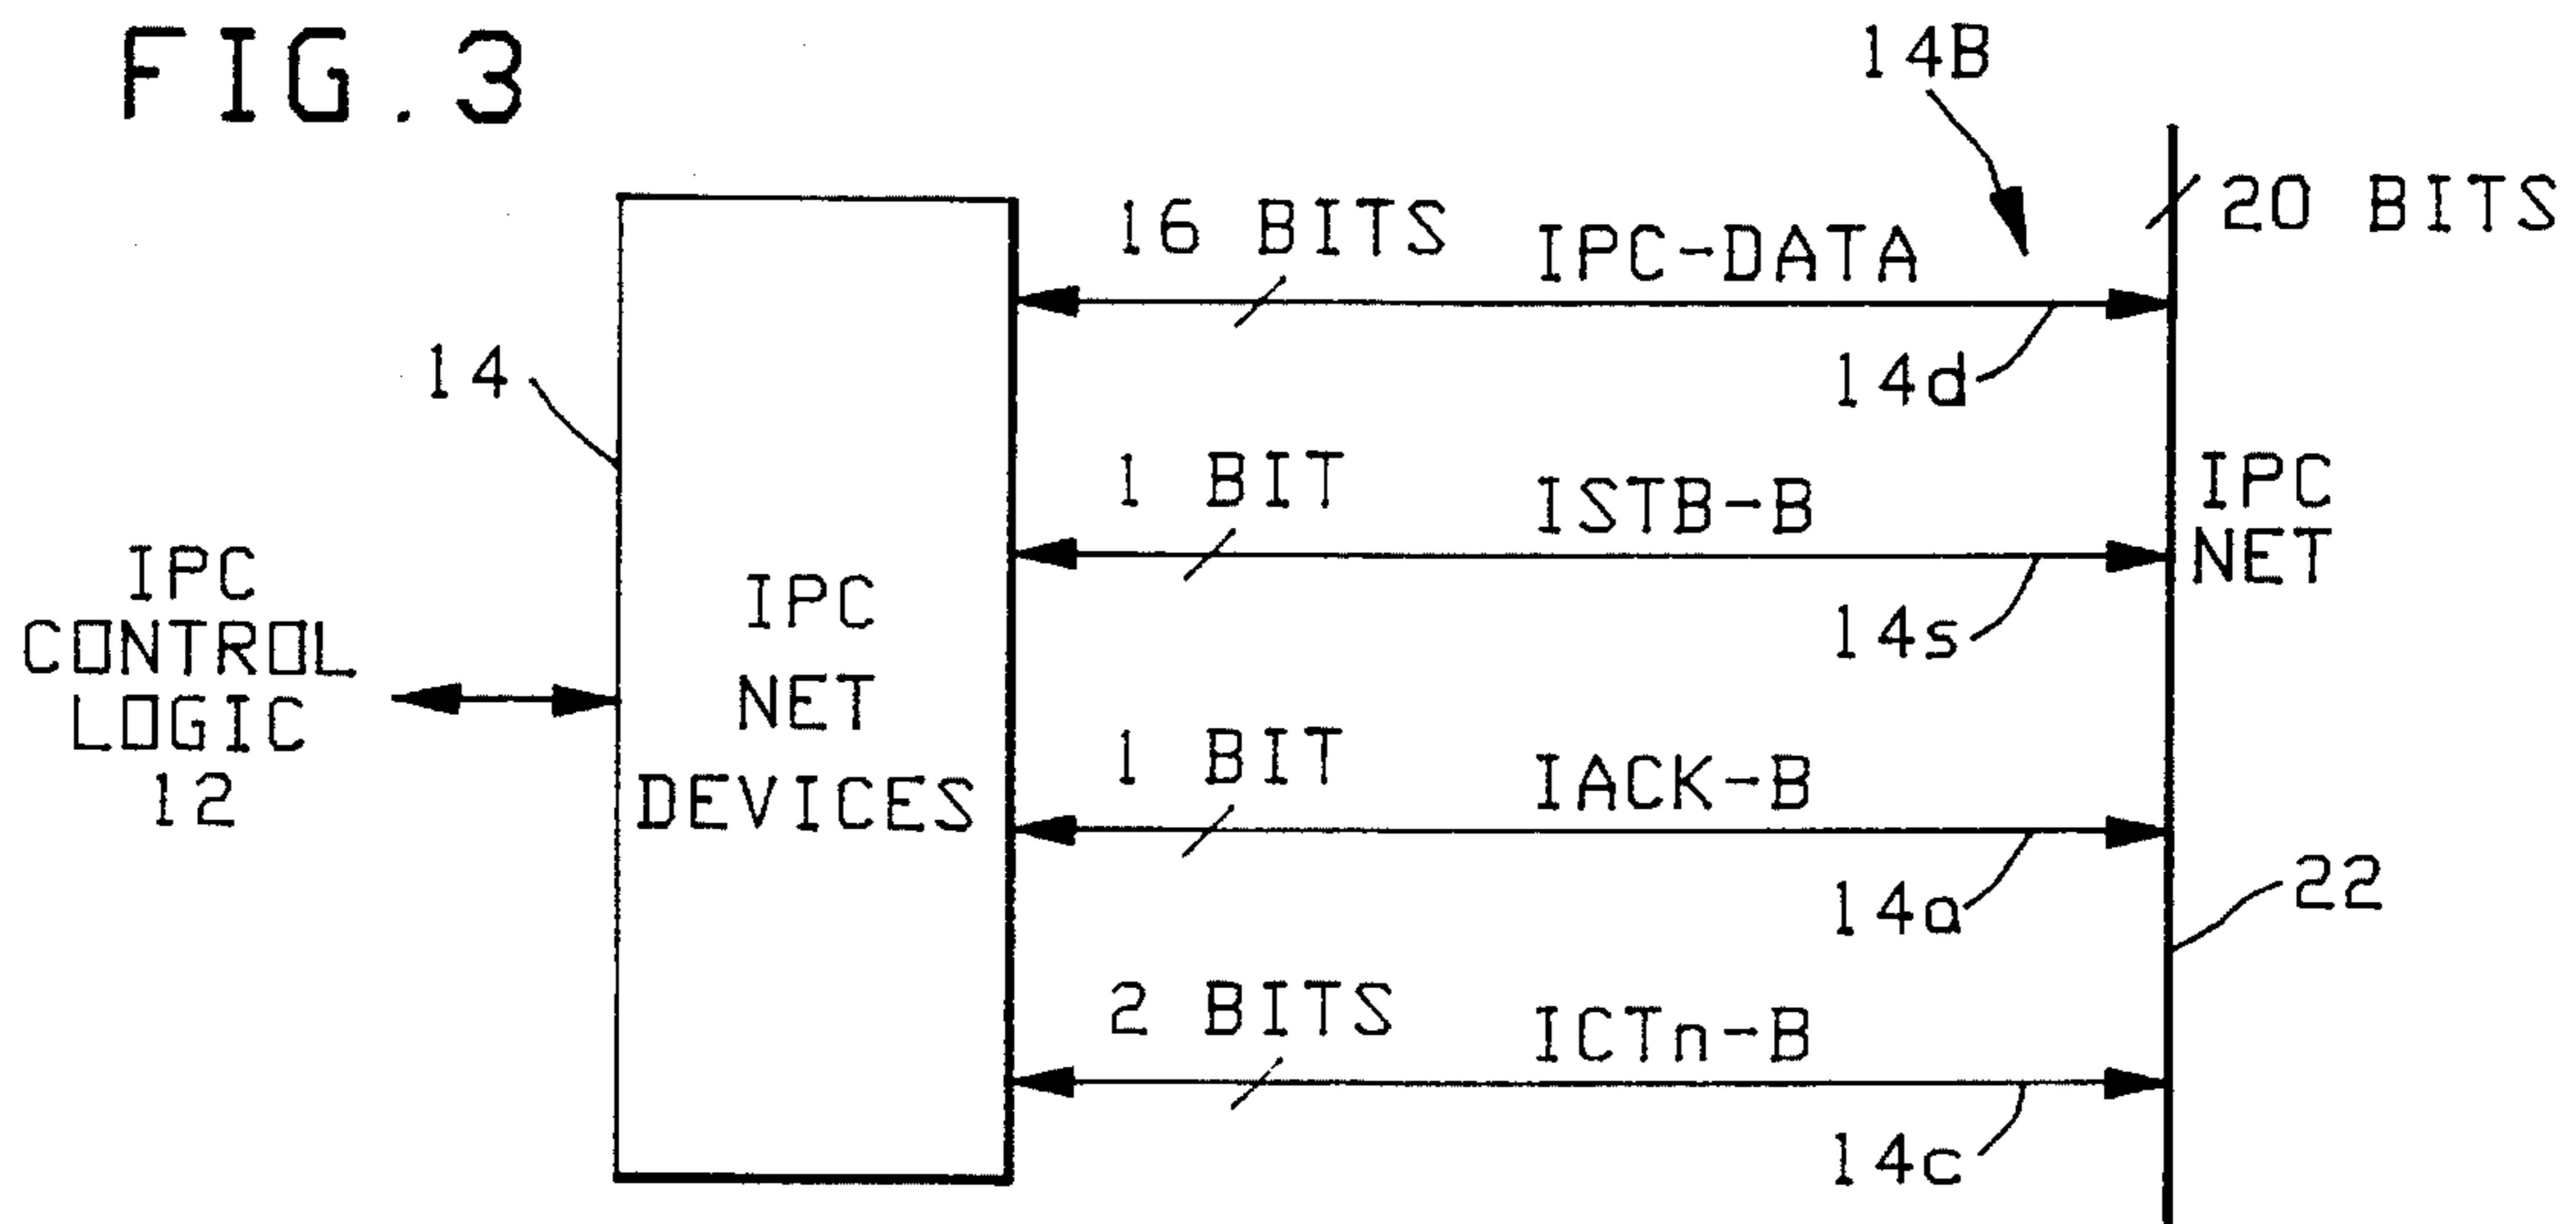 FIG. 3
14B
20 BITS
16 BITS
IPC-DATA
14
14d
1 BIT
ISTB-B
IPC
NET
14s
IPC
CONTROL
LOGIC
12
IPC
NET
DEVICES
1 BIT
IACK-B
14a
22
2 BITS
ICTn-B
14c